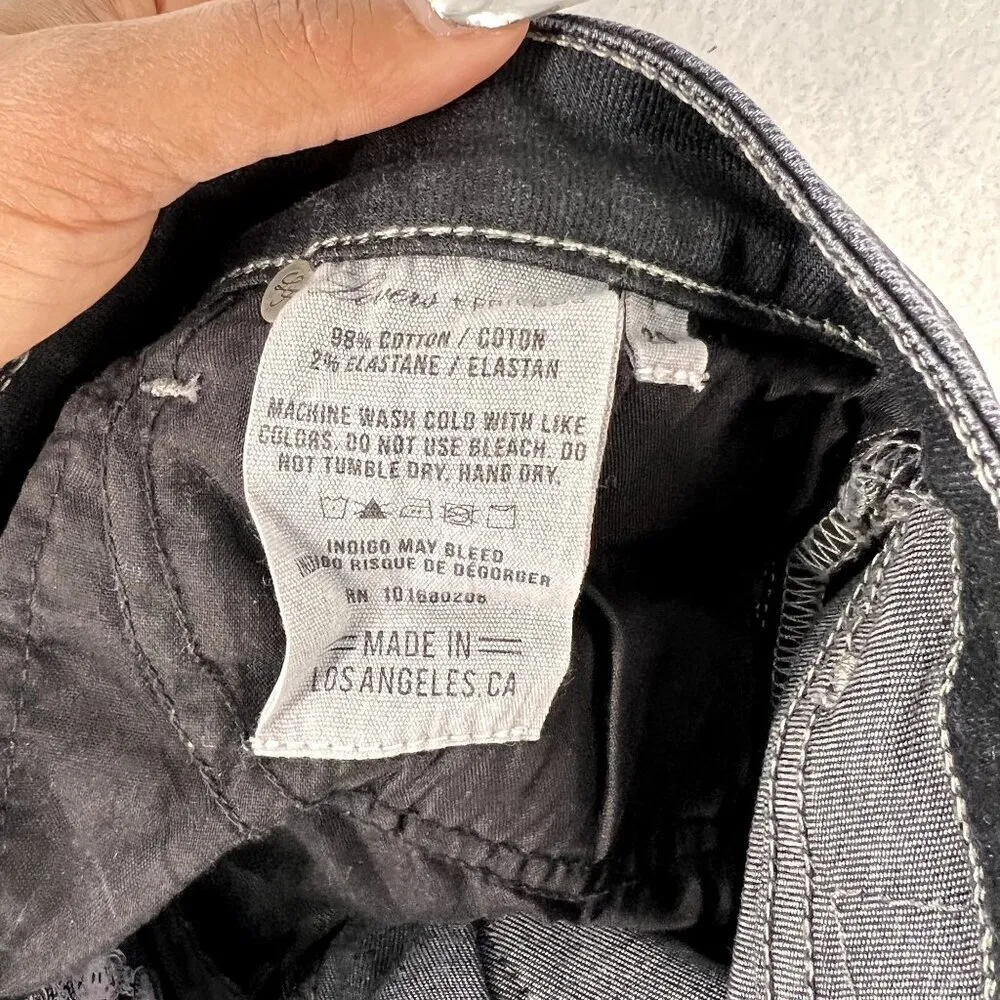 98% COTTON / COTON
2% ELASTANE / ELASTAN
MACHINE WASH COLD WITH LIKE
COLORS. DO NOT USE BLEACH. DO
NOT TUMBLE DRY. HANG DRY.
INDIGO MAY BLEED
INDIGO RISQUE DE DÉGORGER
RN 101680208
MADE IN
LOS ANGELES, CA